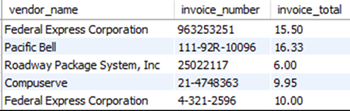 vendor_name invoice_number invoice_total
Federal Express Corporation 963253251 15.50
Pacific Bell 111-92R-10096 16.33
Roadway Package System, Inc 25022117 6.00
Compuserve 21-4748363 9.95
Federal Express Corporation 4-321-2596 10.00